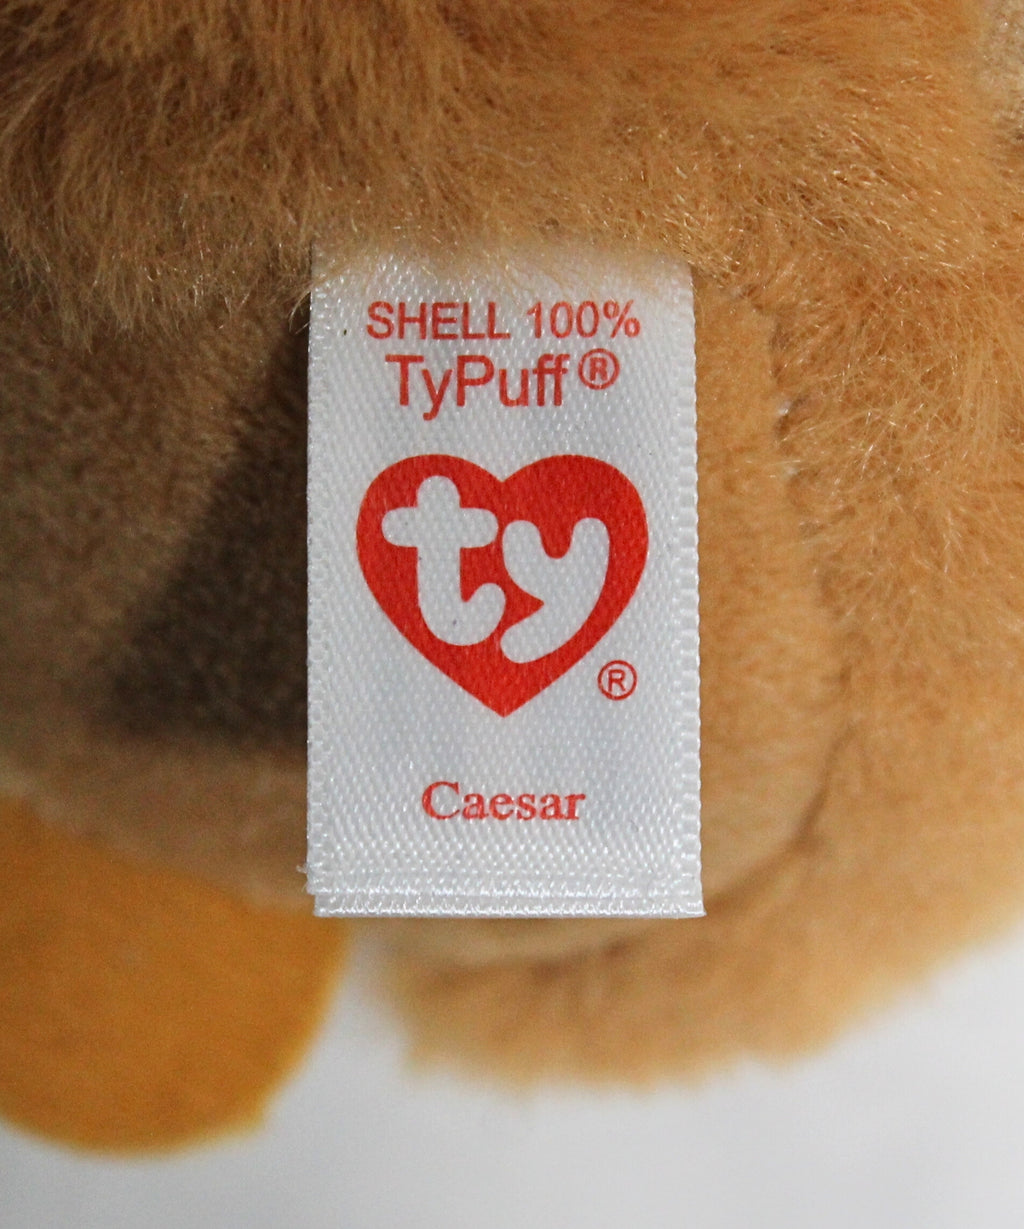 SHELL 100%
TyPuff®
ty
®
Caesar